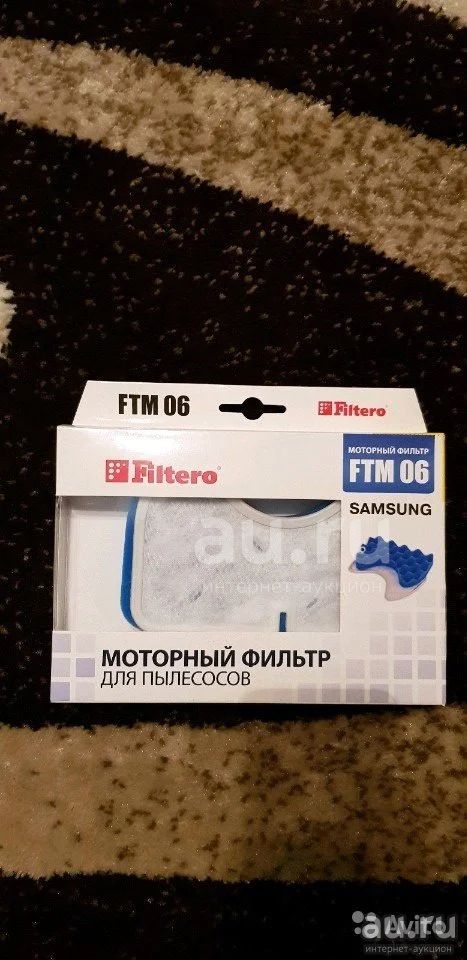 FTM 06
Filtero
Filtero
МОТОРНЫЙ ФИЛЬТР
FTM 06
SAMSUNG
au.ru
интернет-аукцион
МОТОРНЫЙ ФИЛЬТР
ДЛЯ ПЫЛЕСОСОВ
au.ru
Avito
интернет-аукцион